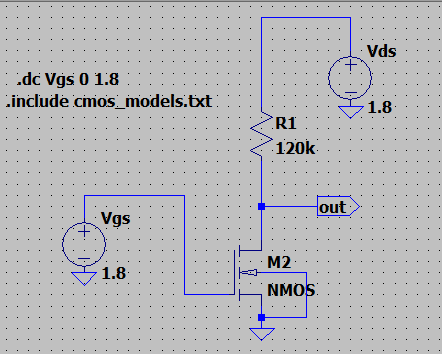 Vds
.dc Vgs 0 1.8
.include cmos_models.txt
1.8
R1
120k
out
Vgs
1.8
M2
NMOS